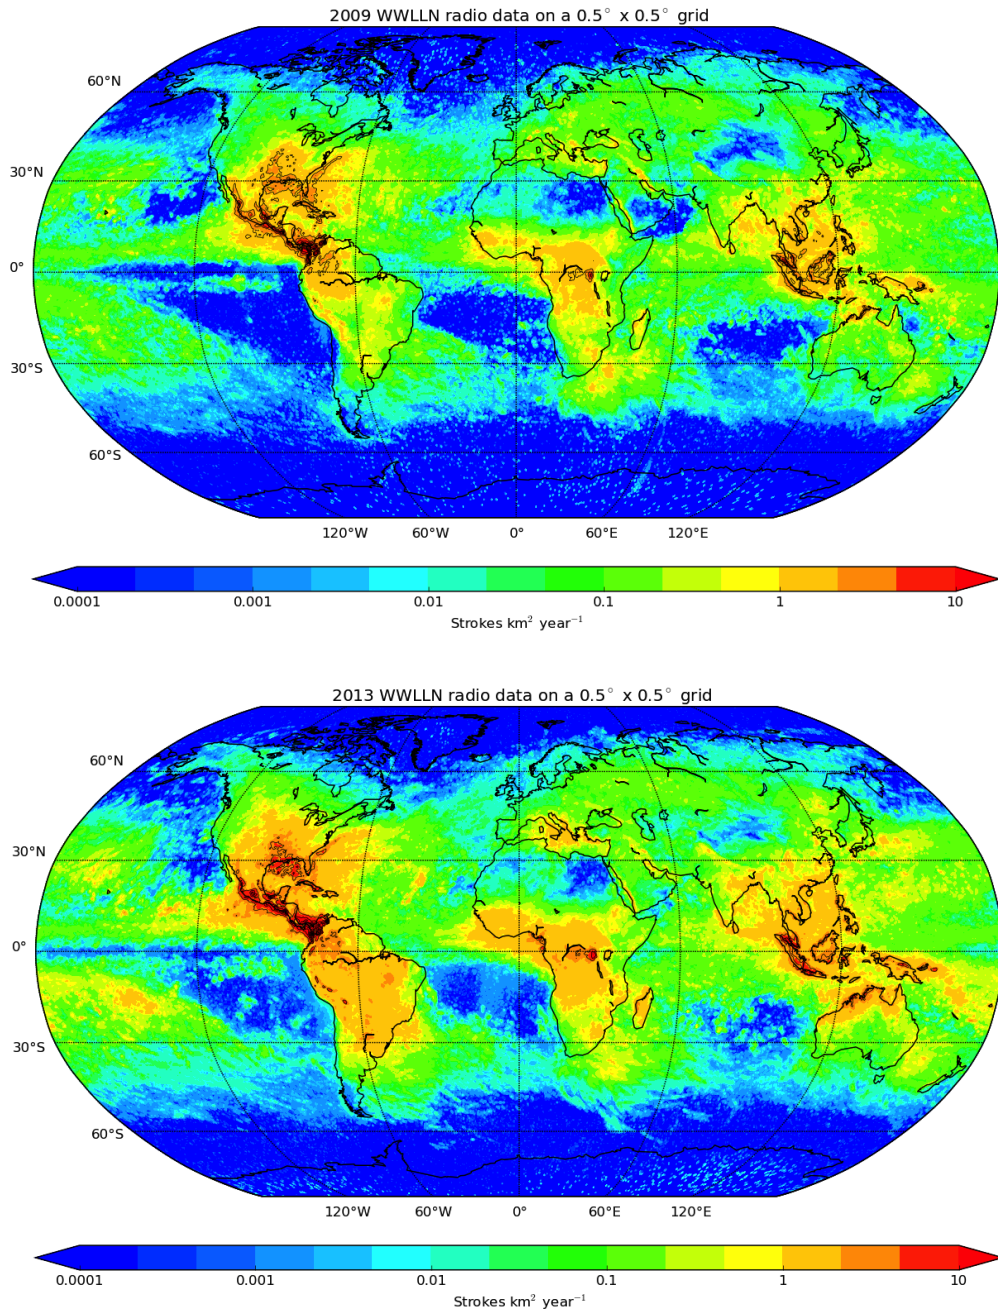 2009 WWLLN radio data on a 0.5° x 0.5° grid
60°N
30°N
0°
30°S
60°S
120°W 60°W 0° 60°E 120°E
0.0001 0.001 0.01 0.1 1 10
Strokes km² year⁻¹
2013 WWLLN radio data on a 0.5° x 0.5° grid
60°N
30°N
0°
30°S
60°S
120°W 60°W 0° 60°E 120°E
0.0001 0.001 0.01 0.1 1 10
Strokes km² year⁻¹